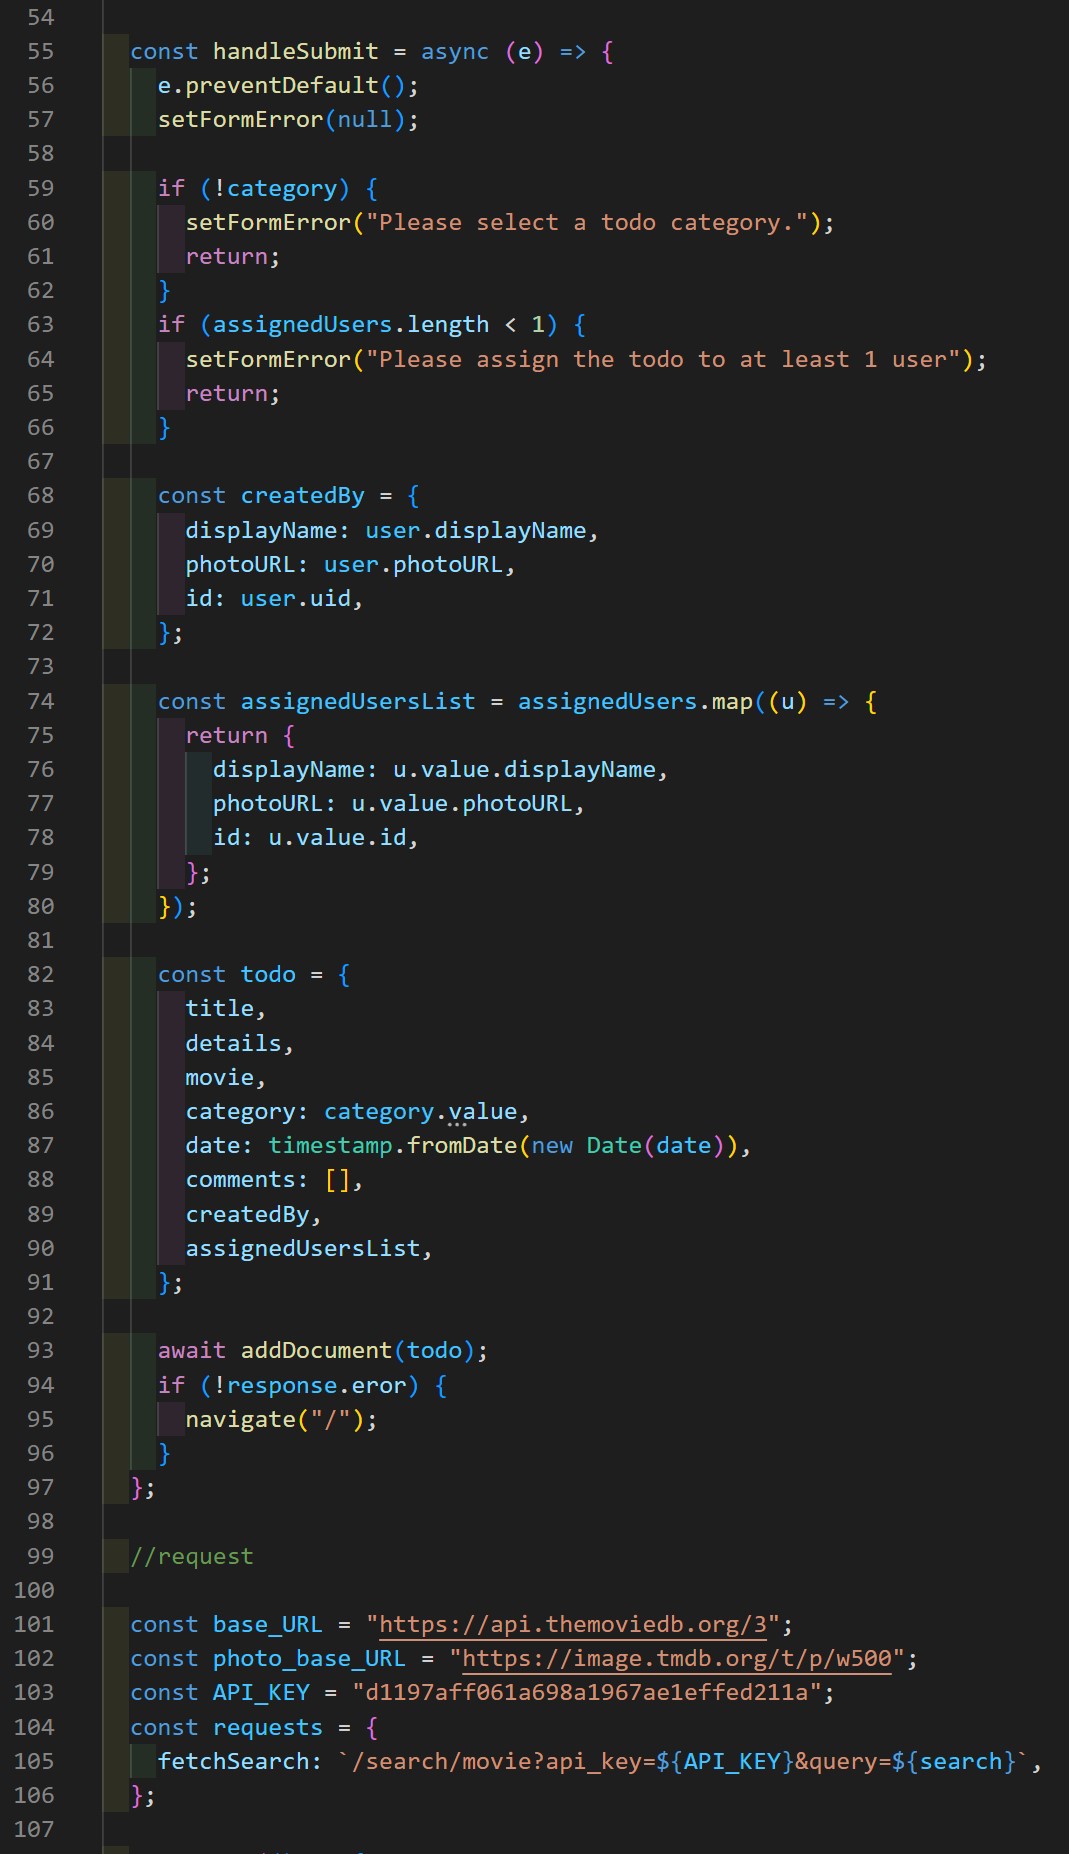 54
55 const handleSubmit = async (e) => {
56 e.preventDefault();
57 setFormError(null);
58
59 if (!category) {
60 setFormError("Please select a todo category.");
61 return;
62 }
63 if (assignedUsers.length < 1) {
64 setFormError("Please assign the todo to at least 1 user");
65 return;
66 }
67
68 const createdBy = {
69 displayName: user.displayName,
70 photoURL: user.photoURL,
71 id: user.uid,
72 };
73
74 const assignedUsersList = assignedUsers.map((u) => {
75 return {
76 displayName: u.value.displayName,
77 photoURL: u.value.photoURL,
78 id: u.value.id,
79 };
80 });
81
82 const todo = {
83 title,
84 details,
85 movie,
86 category: category.value,
87 date: timestamp.fromDate(new Date(date)),
88 comments: [],
89 createdBy,
90 assignedUsersList,
91 };
92
93 await addDocument(todo);
94 if (!response.eror) {
95 navigate("/");
96 }
97 };
98
99 //request
100
101 const base_URL = "https://api.themoviedb.org/3";
102 const photo_base_URL = "https://image.tmdb.org/t/p/w500";
103 const API_KEY = "d1197aff061a698a1967ae1effed211a";
104 const requests = {
105 fetchSearch: `/search/movie?api_key=${API_KEY}&query=${search}`,
106 };
107